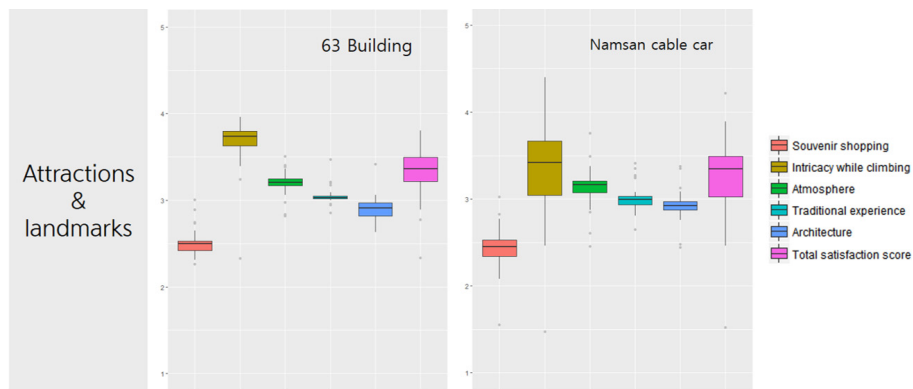 Attractions
&
landmarks
63 Building
5
4
3
2
1
Namsan cable car
5
4
3
2
1
Souvenir shopping
Intricacy while climbing
Atmosphere
Traditional experience
Architecture
Total satisfaction score